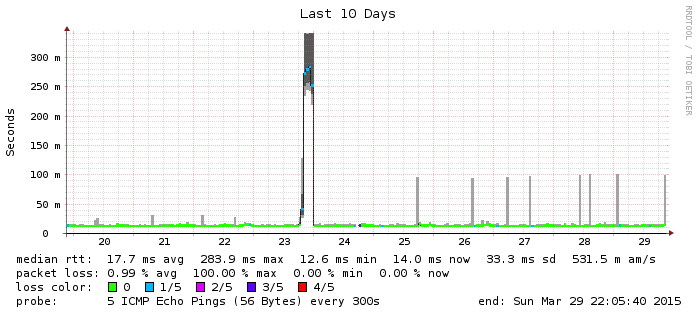 Last 10 Days
RRDTOOL / TOBI OETIKER
Seconds
300 m
250 m
200 m
150 m
100 m
50 m
0
20 21 22 23 24 25 26 27 28 29
median rtt: 17.7 ms avg 283.9 ms max 12.6 ms min 14.0 ms now 33.3 ms sd 531.5 m am/s
packet loss: 0.99 % avg 100.00 % max 0.00 % min 0.00 % now
loss color: 0 1/5 2/5 3/5 4/5
probe: 5 ICMP Echo Pings (56 Bytes) every 300s end: Sun Mar 29 22:05:40 2015